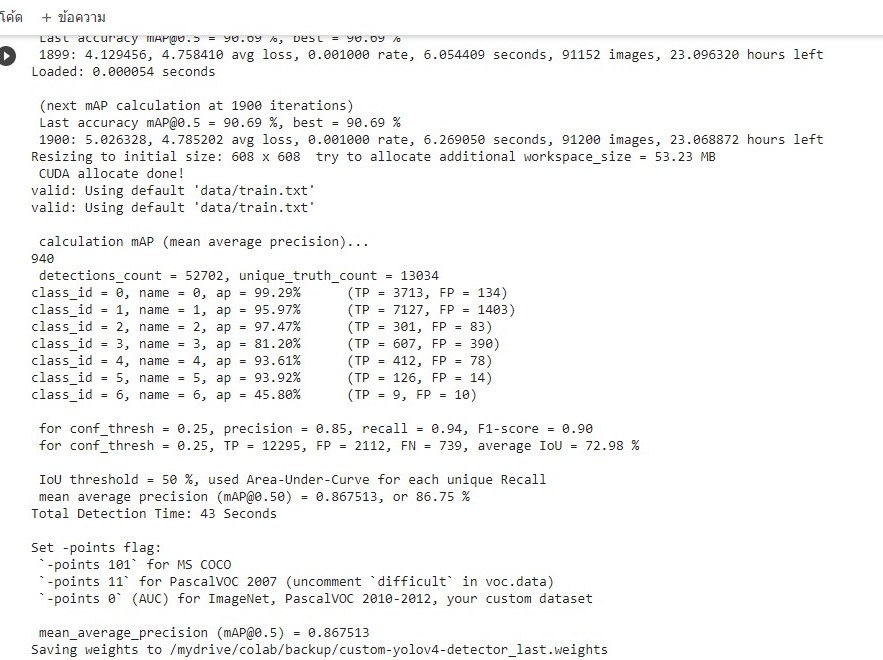 โค้ด + ข้อความ
Last accuracy mAP@0.5 = 90.69 %, best = 90.69 %
1899: 4.129456, 4.758410 avg loss, 0.001000 rate, 6.054409 seconds, 91152 images, 23.096320 hours left
Loaded: 0.000054 seconds
(next mAP calculation at 1900 iterations)
Last accuracy mAP@0.5 = 90.69 %, best = 90.69 %
1900: 5.026328, 4.785202 avg loss, 0.001000 rate, 6.269050 seconds, 91200 images, 23.068872 hours left
Resizing to initial size: 608 x 608  try to allocate additional workspace_size = 53.23 MB
CUDA allocate done!
valid: Using default 'data/train.txt'
valid: Using default 'data/train.txt'
calculation mAP (mean average precision)...
940
detections_count = 52702, unique_truth_count = 13034
class_id = 0, name = 0, ap = 99.29%   	 (TP = 3713, FP = 134)
class_id = 1, name = 1, ap = 95.97%   	 (TP = 7127, FP = 1403)
class_id = 2, name = 2, ap = 97.47%   	 (TP = 301, FP = 83)
class_id = 3, name = 3, ap = 81.20%   	 (TP = 607, FP = 390)
class_id = 4, name = 4, ap = 93.61%   	 (TP = 412, FP = 78)
class_id = 5, name = 5, ap = 93.92%   	 (TP = 126, FP = 14)
class_id = 6, name = 6, ap = 45.80%   	 (TP = 9, FP = 10)
for conf_thresh = 0.25, precision = 0.85, recall = 0.94, F1-score = 0.90
for conf_thresh = 0.25, TP = 12295, FP = 2112, FN = 739, average IoU = 72.98 %
IoU threshold = 50 %, used Area-Under-Curve for each unique Recall
mean average precision (mAP@0.50) = 0.867513, or 86.75 %
Total Detection Time: 43 Seconds
Set -points flag:
`-points 101` for MS COCO
`-points 11` for PascalVOC 2007 (uncomment `difficult` in voc.data)
`-points 0` (AUC) for ImageNet, PascalVOC 2010-2012, your custom dataset
mean_average_precision (mAP@0.5) = 0.867513
Saving weights to /mydrive/colab/backup/custom-yolov4-detector_last.weights